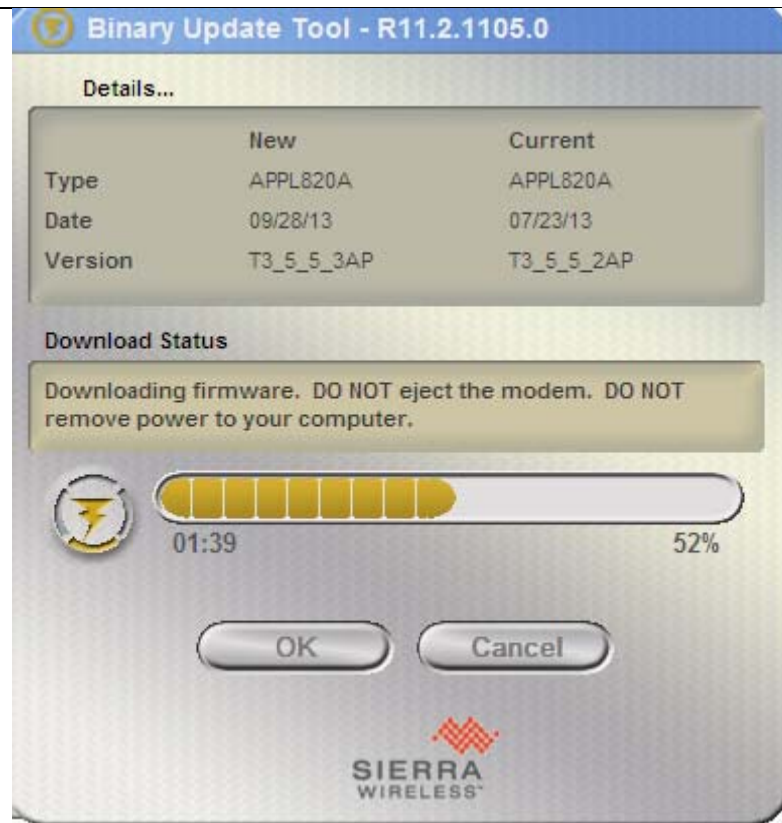 Binary Update Tool - R11.2.1105.0
Details...
New Current
Type APPL820A APPL820A
Date 09/28/13 07/23/13
Version T3_5_5_3AP T3_5_5_2AP
Download Status
Downloading firmware. DO NOT eject the modem. DO NOT
remove power to your computer.
01:39 52%
OK Cancel
SIERRA
WIRELESS™